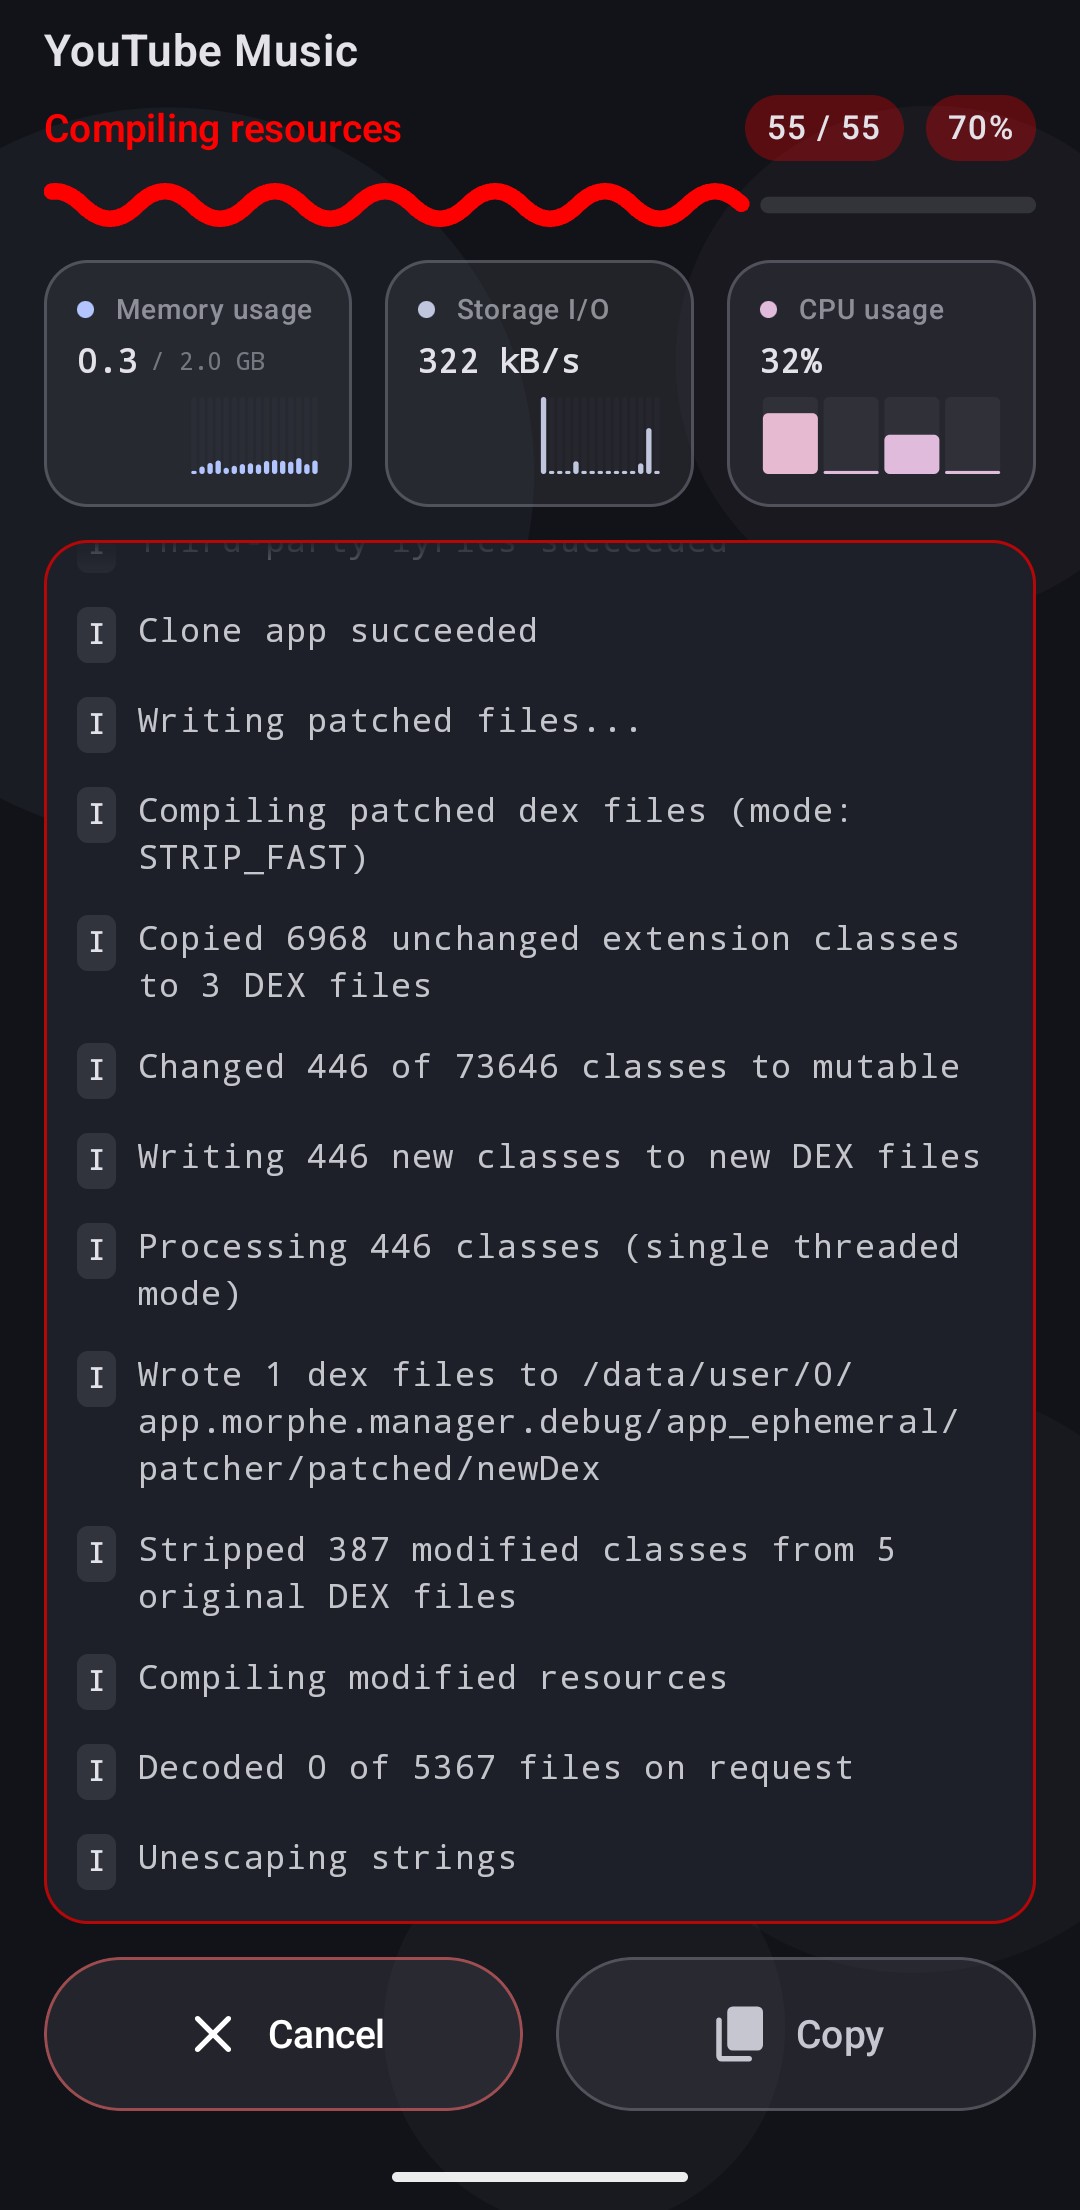 YouTube Music
Compiling resources
55 / 55
70%
Memory usage
0.3 / 2.0 GB
Storage I/O
322 kB/s
CPU usage
32%
I Third-party lyrics succeeded
I Clone app succeeded
I Writing patched files...
I Compiling patched dex files (mode:
STRIP_FAST)
I Copied 6968 unchanged extension classes
to 3 DEX files
I Changed 446 of 73646 classes to mutable
I Writing 446 new classes to new DEX files
I Processing 446 classes (single threaded
mode)
I Wrote 1 dex files to /data/user/0/
app.morphe.manager.debug/app_ephemeral/
patcher/patched/newDex
I Stripped 387 modified classes from 5
original DEX files
I Compiling modified resources
I Decoded 0 of 5367 files on request
I Unescaping strings
Cancel
Copy